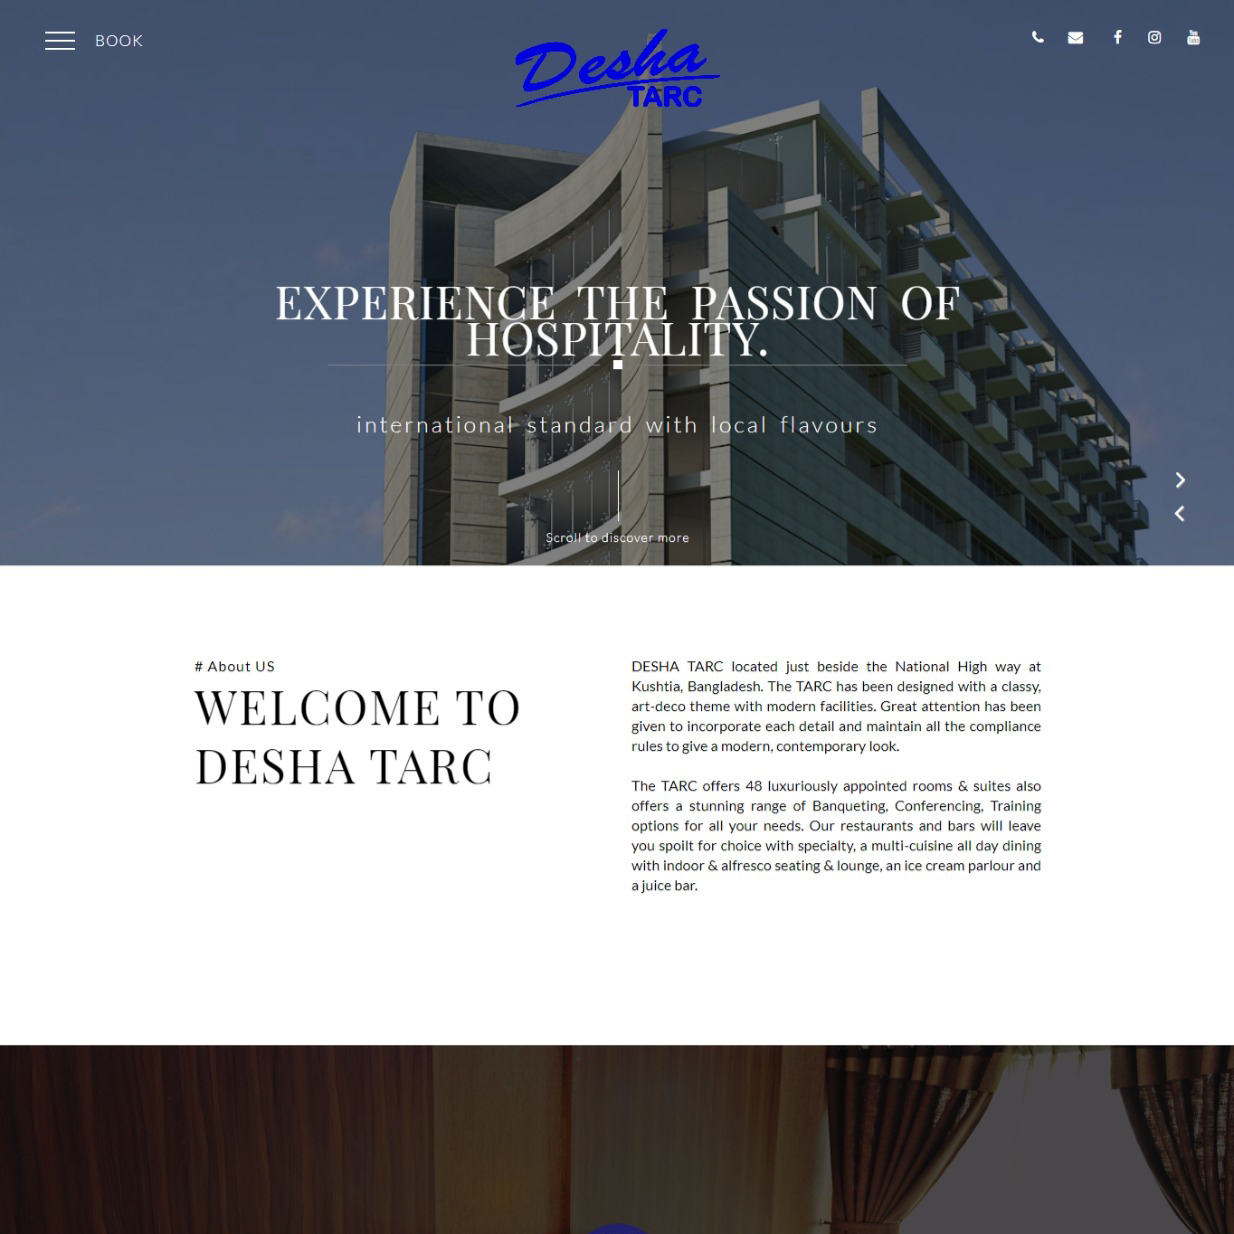 BOOK
Desha
TARC
EXPERIENCE THE PASSION OF
HOSPITALITY.
international standard with local flavours
Scroll to discover more
# About US
WELCOME TO
DESHA TARC
DESHA TARC located just beside the National High way at
Kushtia, Bangladesh. The TARC has been designed with a classy,
art-deco theme with modern facilities. Great attention has been
given to incorporate each detail and maintain all the compliance
rules to give a modern, contemporary look.
The TARC offers 48 luxuriously appointed rooms & suites also
offers a stunning range of Banqueting, Conferencing, Training
options for all your needs. Our restaurants and bars will leave
you spoilt for choice with specialty, a multi-cuisine all day dining
with indoor & alfresco seating & lounge, an ice cream parlour and
a juice bar.